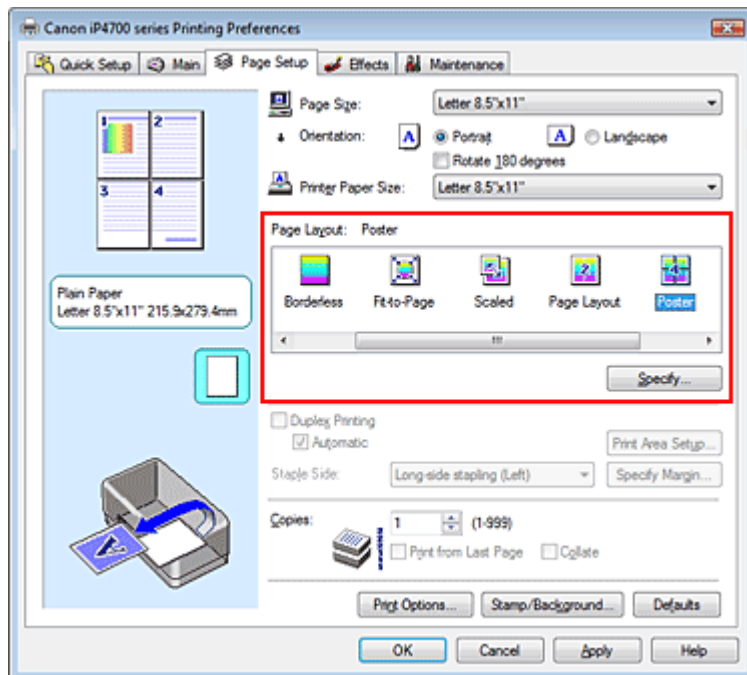 Canon iP4700 series Printing Preferences
Quick Setup Main Page Setup Effects Maintenance
1 2
3 4
Plain Paper
Letter 8.5"x11" 215.9x279.4mm
Page Size: Letter 8.5"x11"
Orientation: A Portrait A Landscape
Rotate 180 degrees
Printer Paper Size: Letter 8.5"x11"
Page Layout: Poster
Borderless Fit-to-Page Scaled Page Layout Poster
Specify...
Duplex Printing
Automatic Print Area Setup...
Staple Side: Long-side stapling (Left) Specify Margin...
Copies: 1 (1-999)
Print from Last Page Collate
Print Options... Stamp/Background... Defaults
OK Cancel Apply Help